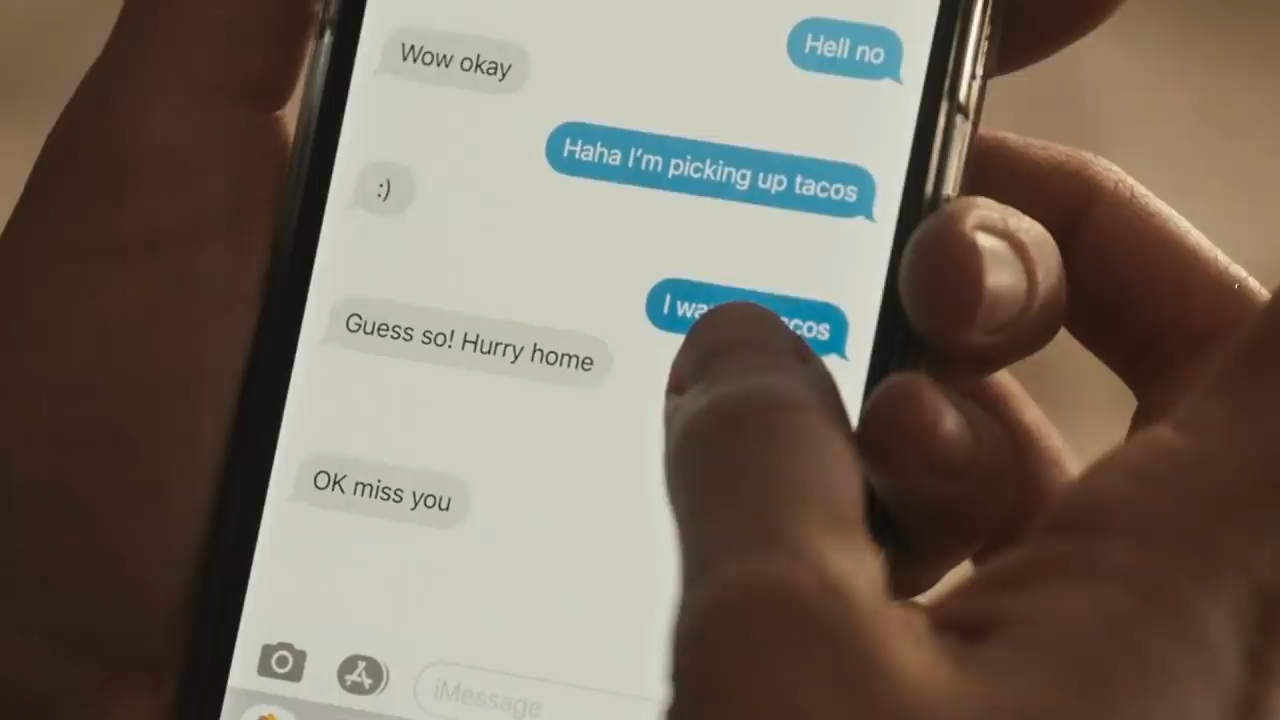 Hell no
Wow okay
Haha I'm picking up tacos
:)
I
Guess so! Hurry home
OK miss you
iMessage